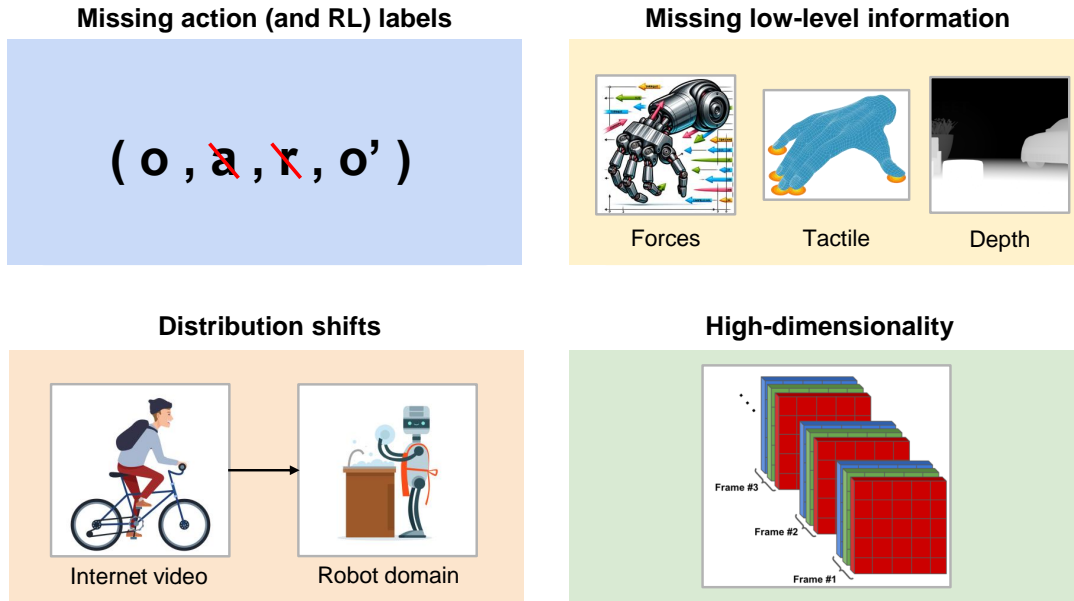 Missing action (and RL) labels
( o , a , r , o’ )
Missing low-level information
Forces
Tactile
Depth
Distribution shifts
Internet video
Robot domain
High-dimensionality
Frame #3
Frame #2
Frame #1